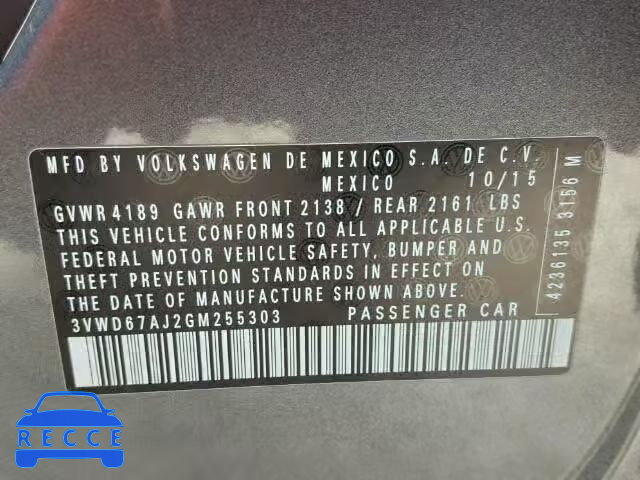 MFD BY VOLKSWAGEN DE MEXICO S.A. DE C.V.
MEXICO 10/15
GVWR 4189 GAWR FRONT 2138 / REAR 2161 LBS
THIS VEHICLE CONFORMS TO ALL APPLICABLE U.S.
FEDERAL MOTOR VEHICLE SAFETY, BUMPER AND
THEFT PREVENTION STANDARDS IN EFFECT ON
THE DATE OF MANUFACTURE SHOWN ABOVE.
3VWD67AJ2GM255303 PASSENGER CAR
4236135 3156 M
RECCE